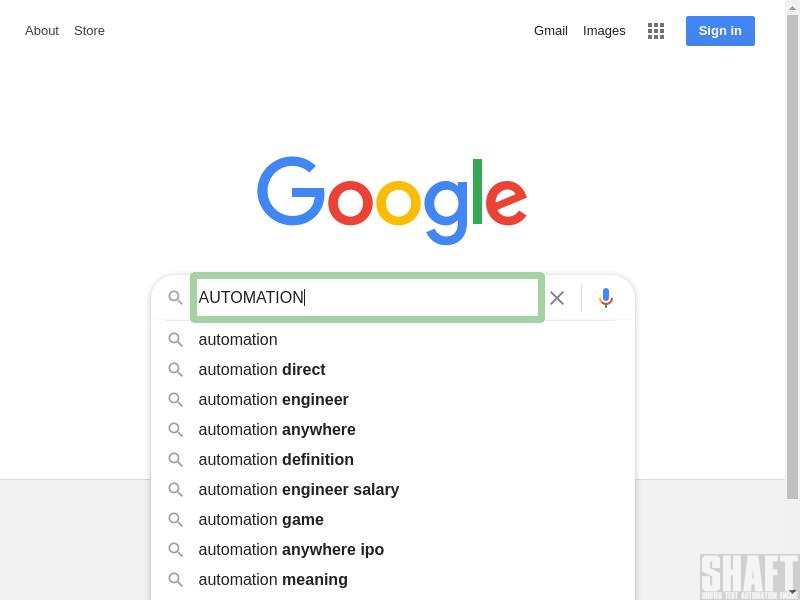 About Store Gmail Images Sign in
Google
AUTOMATION
automation
automation direct
automation engineer
automation anywhere
automation definition
automation engineer salary
automation game
automation anywhere ipo
automation meaning
SHAFT